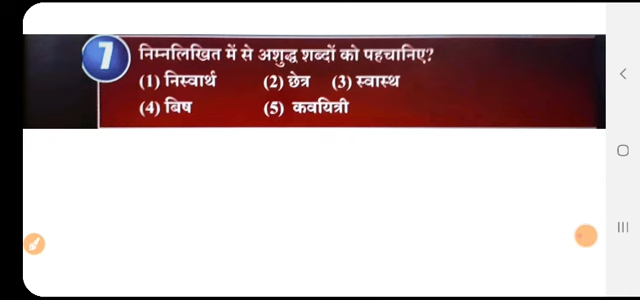 7 निम्नलिखित में से अशुद्ध शब्दों को पहचानिए?
(1) निस्वार्थ (2) छेत्र (3) स्वास्थ
(4) बिष (5) कवयित्री